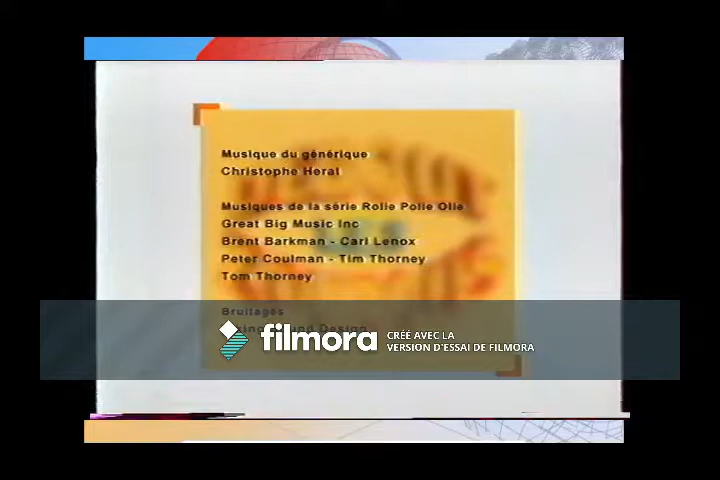 Musique du générique
Christophe Heral
Musiques de la série Rolie Polie Olie
Great Big Music Inc
Brent Barkman - Carl Lenox
Peter Coulman - Tim Thorney
Tom Thorney
Bruitages
filmora
CRÉÉ AVEC LA
VERSION D'ESSAI DE FILMORA